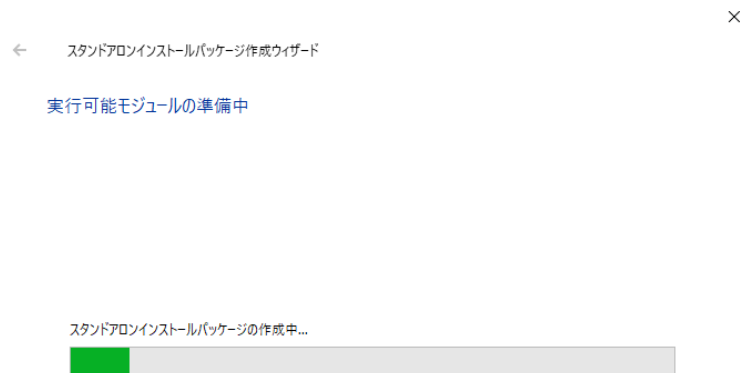 スタンドアロンインストールパッケージ作成ウィザード
実行可能モジュールの準備中
スタンドアロンインストールパッケージの作成中...